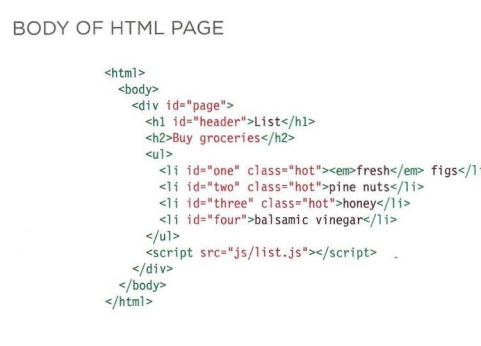 BODY OF HTML PAGE
<html>
<body>
<div id="page">
<h1 id="header">List</h1>
<h2>Buy groceries</h2>
<ul>
<li id="one" class="hot"><em>fresh</em> figs</l
<li id="two" class="hot">pine nuts</li>
<li id="three" class="hot">honey</li>
<li id="four">balsamic vinegar</li>
</ul>
<script src="js/list.js"></script>
</div>
</body>
</html>